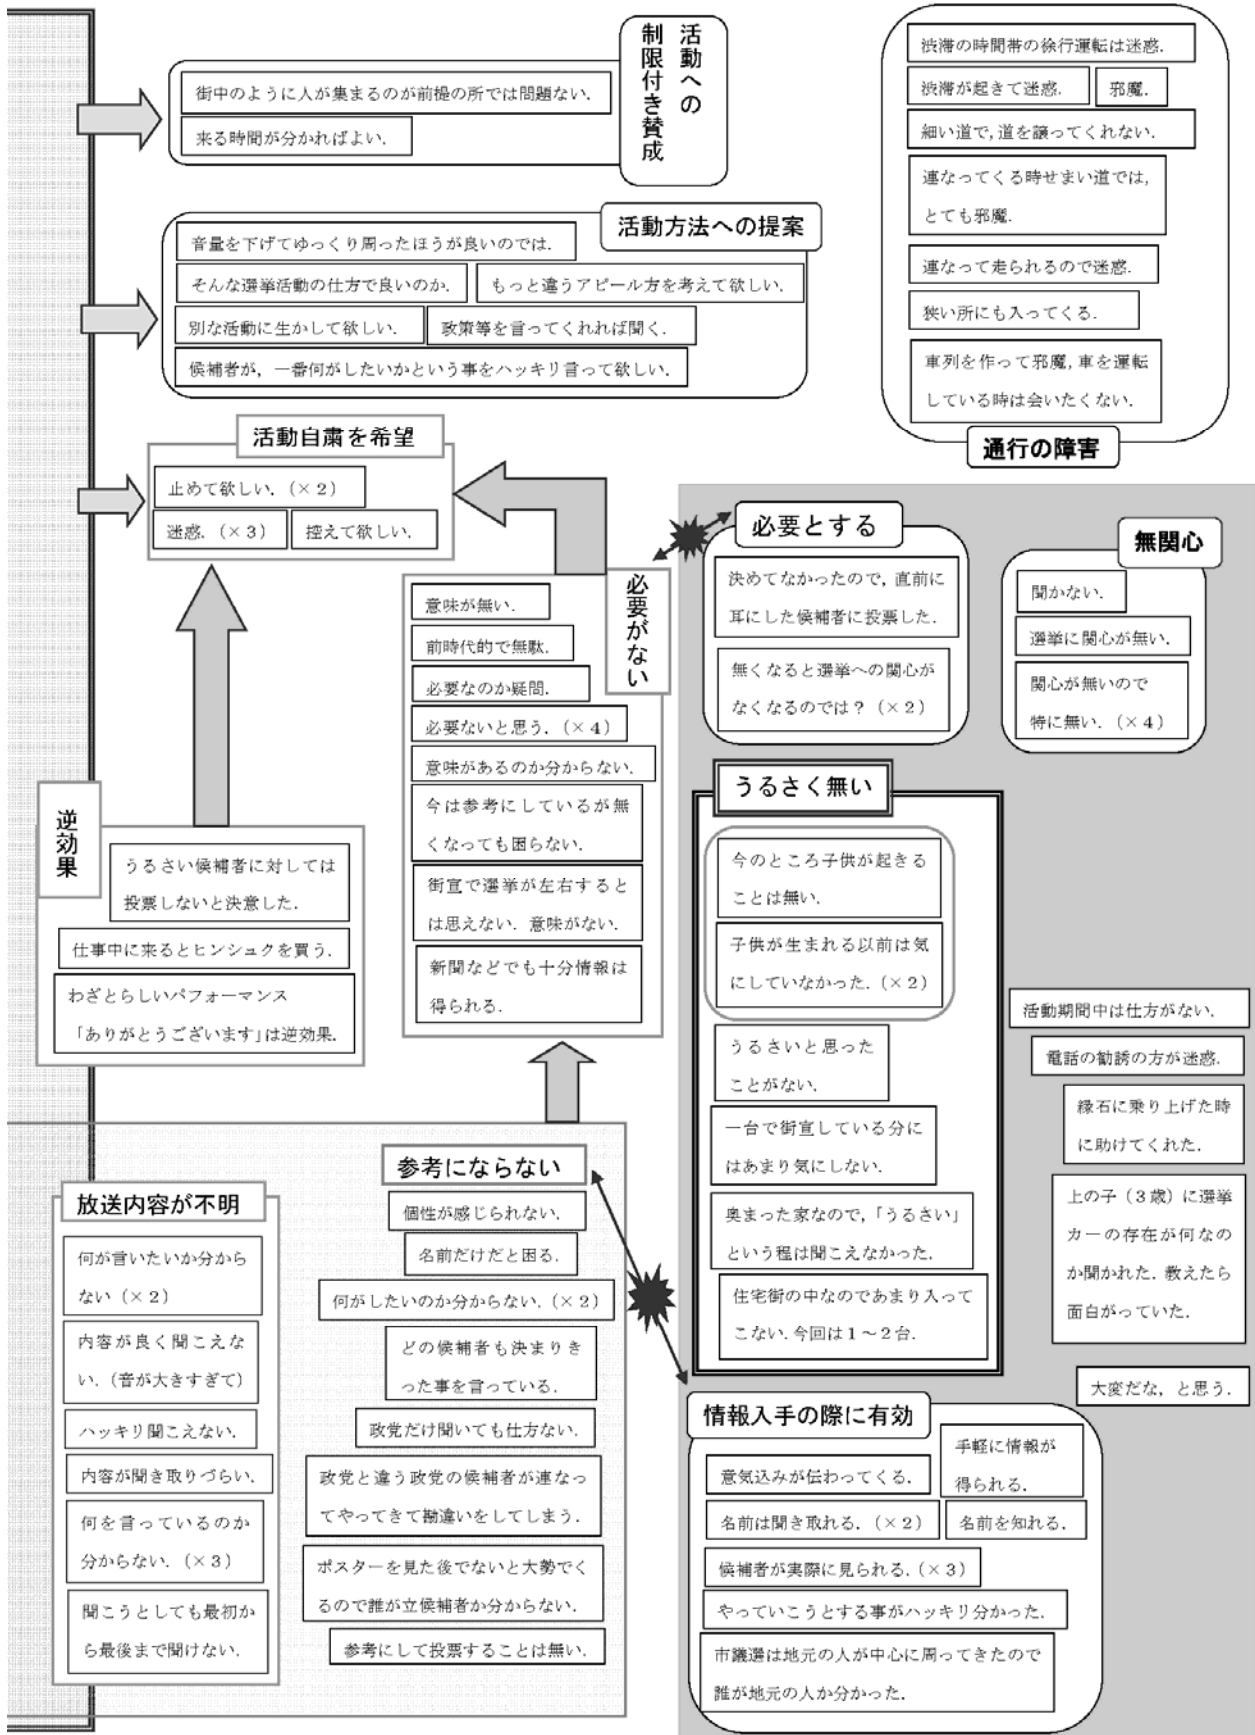 活動への
制限付き賛成
街中のように人が集まるのが前提の所では問題ない.
来る時間が分かればよい.
活動方法への提案
音量を下げてゆっくり周ったほうが良いのでは.
そんな選挙活動の仕方で良いのか.
もっと違うアピール方を考えて欲しい.
別な活動に生かして欲しい.
政策等を言ってくれれば聞く.
候補者が, 一番何がしたいかという事をハッキリ言って欲しい.
渋滞の時間帯の徐行運転は迷惑.
渋滞が起きて迷惑.
邪魔.
細い道で,道を譲ってくれない.
連なってくる時せまい道では,
とても邪魔.
連なって走られるので迷惑.
狭い所にも入ってくる.
車列を作って邪魔,車を運転
している時は会いたくない.
通行の障害
活動自粛を希望
止めて欲しい.（×2）
迷惑.（×3）
控えて欲しい.
必要がない
意味が無い.
前時代的で無駄.
必要なのか疑問.
必要ないと思う.（×4）
意味があるのか分からない.
今は参考にしているが無
くなっても困らない.
街宣で選挙が左右すると
は思えない. 意味がない.
新聞などでも十分情報は
得られる.
逆効果
うるさい候補者に対しては
投票しないと決意した.
仕事中に来るとヒンシュクを買う.
わざとらしいパフォーマンス
「ありがとうございます」は逆効果.
必要とする
決めてなかったので, 直前に
耳にした候補者に投票した.
無くなると選挙への関心が
なくなるのでは？（×2）
無関心
聞かない.
選挙に関心が無い.
関心が無いので
特に無い.（×4）
うるさく無い
今のところ子供が起きる
ことは無い.
子供が生まれる以前は気
にしていなかった.（×2）
うるさいと思った
ことがない.
一台で街宣している分に
はあまり気にしない.
奥まった家なので,「うるさい」
という程は聞こえなかった.
住宅街の中なのであまり入って
こない. 今回は1～2台.
活動期間中は仕方がない.
電話の勧誘の方が迷惑.
縁石に乗り上げた時
に助けてくれた.
上の子（3歳）に選挙
カーの存在が何なの
か聞かれた. 教えたら
面白がっていた.
大変だな, と思う.
参考にならない
個性が感じられない.
名前だけだと困る.
何がしたいのか分からない.（×2）
どの候補者も決まりき
った事を言っている.
政党だけ聞いても仕方ない.
政党と違う政党の候補者が連なっ
てやってきて勘違いをしてしまう.
ポスターを見た後でないと大勢でく
るので誰が立候補者か分からない.
参考にして投票することは無い.
放送内容が不明
何が言いたいか分から
ない（×2）
内容が良く聞こえな
い.（音が大きすぎて）
ハッキリ聞こえない.
内容が聞き取りづらい.
何を言っているのか
分からない.（×3）
聞こうとしても最初か
ら最後まで聞けない.
情報入手の際に有効
意気込みが伝わってくる.
手軽に情報が
得られる.
名前は聞き取れる.（×2）
名前を知れる.
候補者が実際に見られる.（×3）
やっていこうとする事がハッキリ分かった.
市議選は地元の人が中心に周ってきたので
誰が地元の人か分かった.